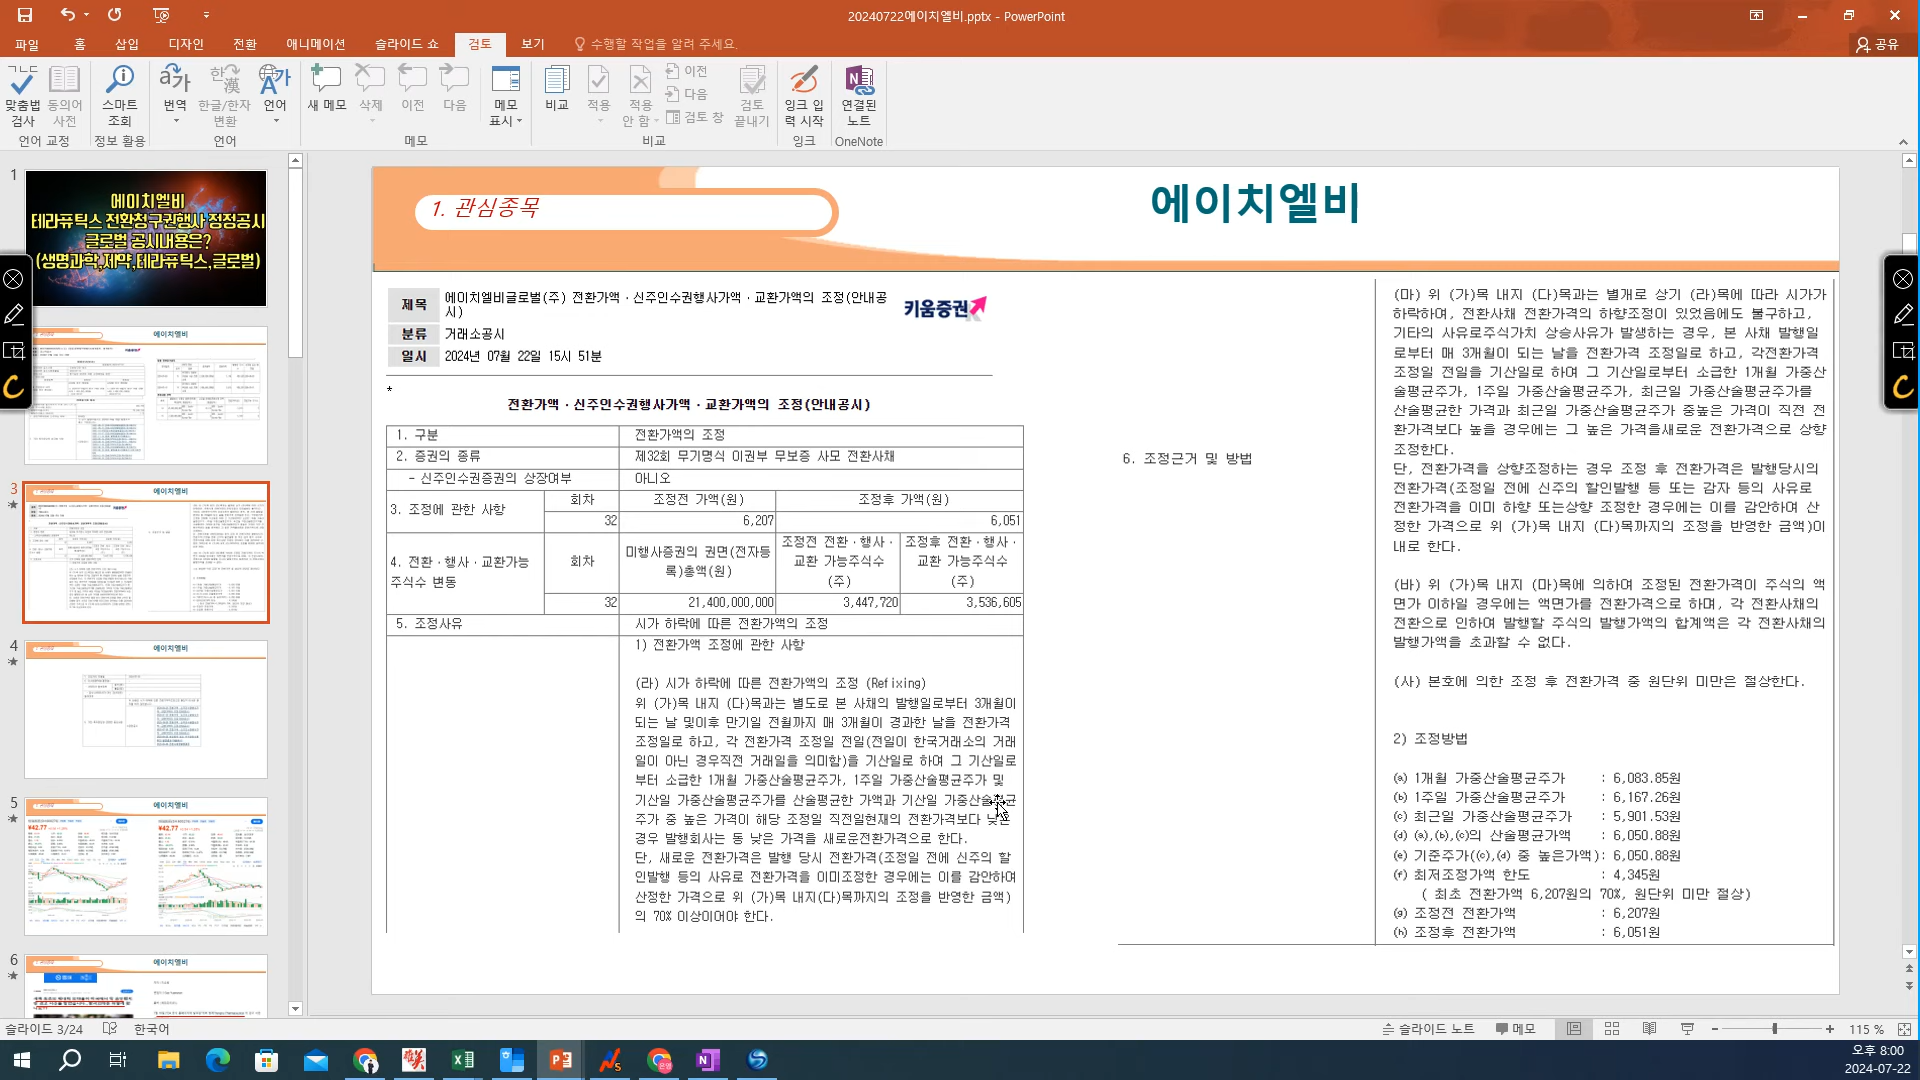 20240722에이치엘비.pptx - PowerPoint
파일 홈 삽입 디자인 전환 애니메이션 슬라이드 쇼 검토 보기 수행할 작업을 알려 주세요. 공유
맞춤법 검사
동의어 사전
스마트 조회
번역
한글/한자 변환
언어
새 메모
삭제
이전
다음
메모 표시
비교
적용
적용 안 함
이전
다음
검토 창
검토 끝내기
잉크 입력 시작
연결된 노트
언어 교정 정보 활용 언어 메모 비교 잉크 OneNote
1
에이치엘비
테라퓨틱스 전환청구권행사 정정공시
글로벌 공시내용은?
(생명과학,제약,테라퓨틱스,글로벌)
에이치엘비
3
에이치엘비
4
에이치엘비
5
에이치엘비
¥42.77
¥42.77
6
에이치엘비
1. 관심종목
에이치엘비
제목 에이치엘비글로벌(주) 전환가액·신주인수권행사가액·교환가액의 조정(안내공
시)
키움증권
분류 거래소공시
일시 2024년 07월 22일 15시 51분
*
전환가액·신주인수권행사가액·교환가액의 조정(안내공시)
1. 구분 전환가액의 조정
2. 증권의 종류 제32회 무기명식 이권부 무보증 사모 전환사채
- 신주인수권증권의 상장여부 아니오
3. 조정에 관한 사항 회차 조정전 가액(원) 조정후 가액(원)
32 6,207 6,051
4. 전환·행사·교환가능
주식수 변동
회차
미행사증권의 권면(전자등
록)총액(원)
조정전 전환·행사·
교환 가능주식수
(주)
조정후 전환·행사·
교환 가능주식수
(주)
32 21,400,000,000 3,447,720 3,536,605
5. 조정사유 시가 하락에 따른 전환가액의 조정
1) 전환가액 조정에 관한 사항
(라) 시가 하락에 따른 전환가액의 조정 (Refixing)
위 (가)목 내지 (다)목과는 별도로 본 사채의 발행일로부터 3개월이
되는 날 및이후 만기일 전월까지 매 3개월이 경과한 날을 전환가격
조정일로 하고, 각 전환가격 조정일 전일(전일이 한국거래소의 거래
일이 아닌 경우직전 거래일을 의미함)을 기산일로 하며 그 기산일로
부터 소급한 1개월 가중산술평균주가, 1주일 가중산술평균주가 및
기산일 가중산술평균주가를 산술평균한 가액과 기산일 가중산술평균
주가 중 높은 가격이 해당 조정일 직전일현재의 전환가격보다 낮은
경우 발행회사는 동 낮은 가격을 새로운전환가격으로 한다.
단, 새로운 전환가격은 발행 당시 전환가격(조정일 전에 신주의 할
인발행 등의 사유로 전환가격을 이미조정한 경우에는 이를 감안하여
산정한 가격으로 위 (가)목 내지(다)목까지의 조정을 반영한 금액)
의 70% 이상이어야 한다.
6. 조정근거 및 방법
(마) 위 (가)목 내지 (다)목과는 별개로 상기 (라)목에 따라 시가가
하락하며, 전환사채 전환가격의 하향조정이 있었음에도 불구하고,
기타의 사유로주식가치 상승사유가 발생하는 경우, 본 사채 발행일
로부터 매 3개월이 되는 날을 전환가격 조정일로 하고, 각전환가격
조정일 전일을 기산일로 하며 그 기산일로부터 소급한 1개월 가중산
술평균주가, 1주일 가중산술평균주가, 최근일 가중산술평균주가를
산술평균한 가격과 최근일 가중산술평균주가 중높은 가격이 직전 전
환가격보다 높을 경우에는 그 높은 가격을새로운 전환가격으로 상향
조정한다.
단, 전환가격을 상향조정하는 경우 조정 후 전환가격은 발행당시의
전환가격(조정일 전에 신주의 할인발행 등 또는 감자 등의 사유로
전환가격을 이미 하향 또는상향 조정한 경우에는 이를 감안하여 산
정한 가격으로 위 (가)목 내지 (다)목까지의 조정을 반영한 금액)이
내로 한다.
(바) 위 (가)목 내지 (마)목에 의하여 조정된 전환가격이 주식의 액
면가 이하일 경우에는 액면가를 전환가격으로 하며, 각 전환사채의
전환으로 인하여 발행할 주식의 발행가액의 합계액은 각 전환사채의
발행가액을 초과할 수 없다.
(사) 본호에 의한 조정 후 전환가격 중 원단위 미만은 절상한다.
2) 조정방법
(a) 1개월 가중산술평균주가 : 6,083.85원
(b) 1주일 가중산술평균주가 : 6,167.26원
(c) 최근일 가중산술평균주가 : 5,901.53원
(d) (a),(b),(c)의 산술평균가액 : 6,050.88원
(e) 기준주가((c),(d) 중 높은가액): 6,050.88원
(f) 최저조정가액 한도 : 4,345원
( 최초 전환가액 6,207원의 70%, 원단위 미만 절상)
(g) 조정전 전환가액 : 6,207원
(h) 조정후 전환가액 : 6,051원
슬라이드 3/24 한국어 슬라이드 노트 메모 115 %
오후 8:00
2024-07-22